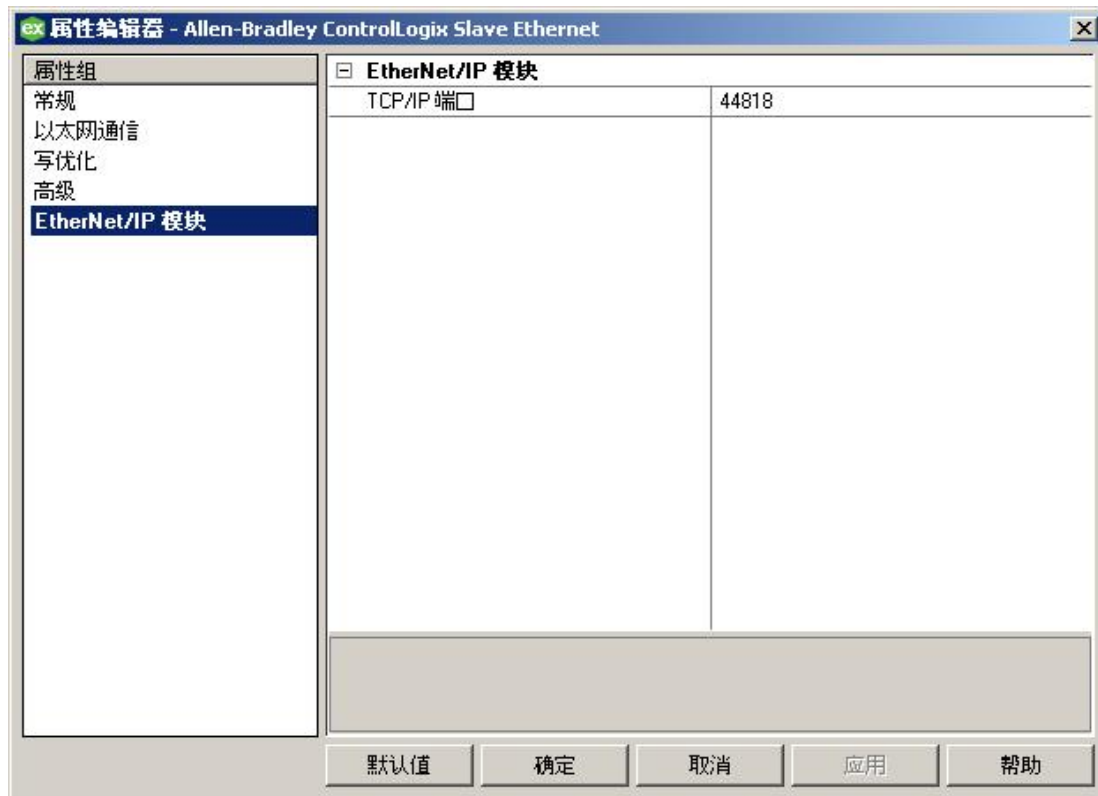 ex 属性编辑器 - Allen-Bradley ControlLogix Slave Ethernet
属性组
常规
以太网通信
写优化
高级
EtherNet/IP 模块
EtherNet/IP 模块
TCP/IP 端口 44818
默认值 确定 取消 应用 帮助